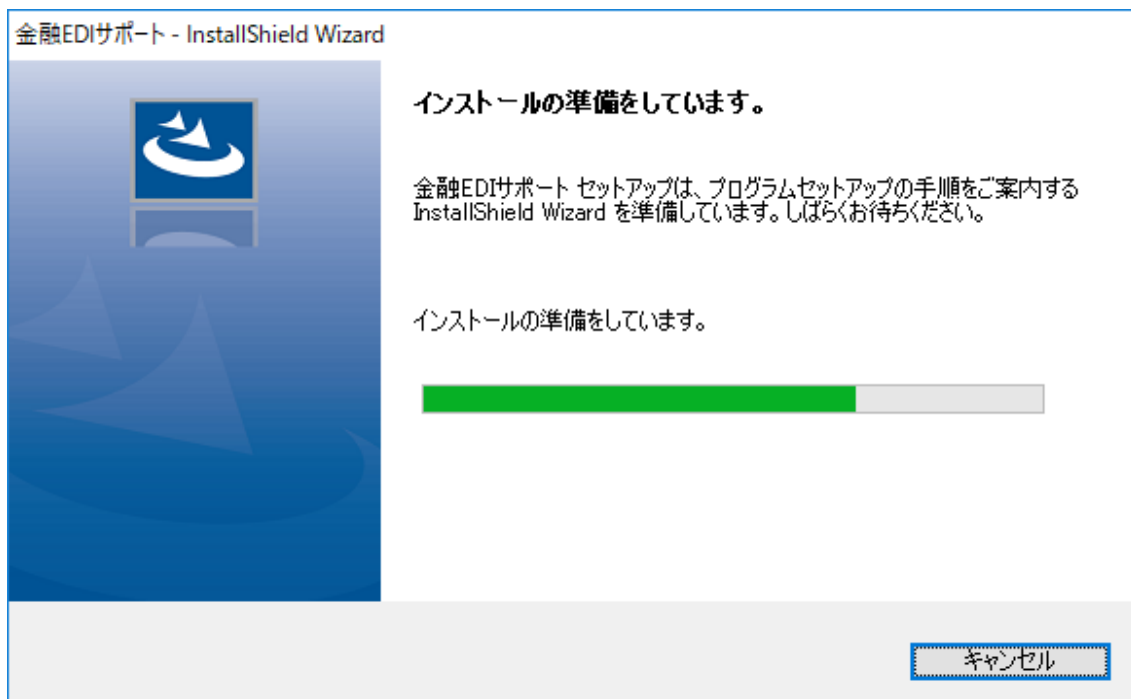 金融EDIサポート - InstallShield Wizard
インストールの準備をしています。
金融EDIサポート セットアップは、プログラムセットアップの手順をご案内する
InstallShield Wizard を準備しています。しばらくお待ちください。
インストールの準備をしています。
キャンセル